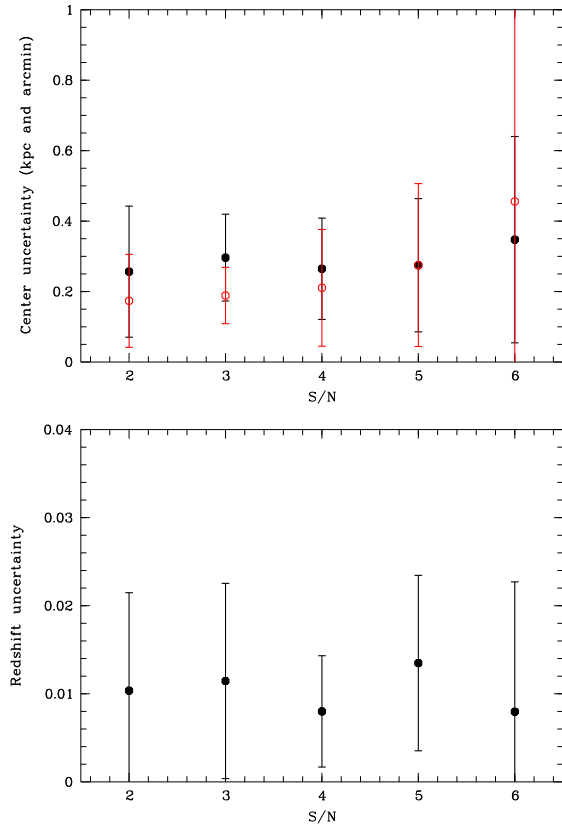 1
0.8
0.6
0.4
0.2
0
Center uncertainty (kpc and arcmin)
2 3 4 5 6
S/N
0.04
0.03
0.02
0.01
0
Redshift uncertainty
2 3 4 5 6
S/N